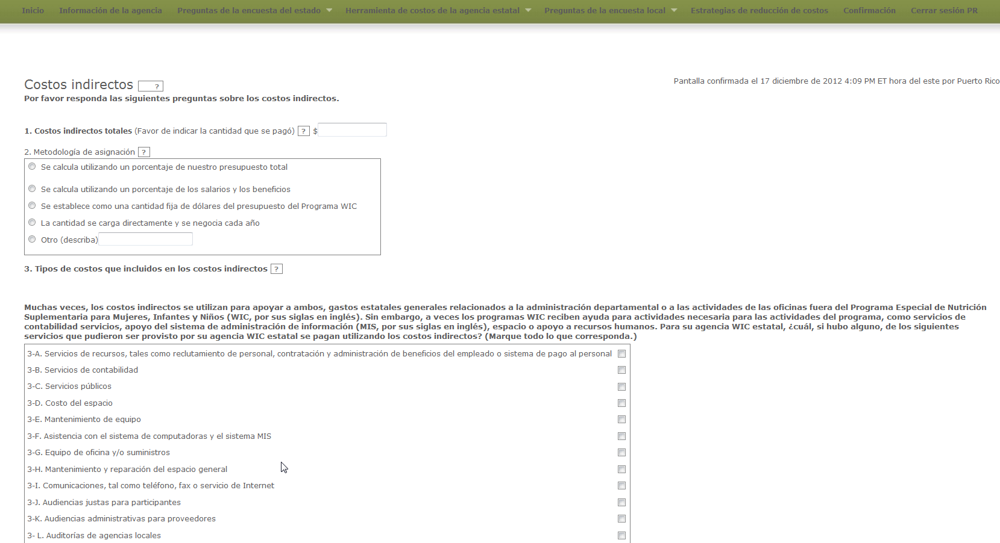 Inicio Información de la agencia Preguntas de la encuesta del estado Herramienta de costos de la agencia estatal Preguntas de la encuesta local Estrategias de reducción de costos Confirmación Cerrar sesión PR
Costos indirectos ?
Pantalla confirmada el 17 diciembre de 2012 4:09 PM ET hora del este por Puerto Rico
Por favor responda las siguientes preguntas sobre los costos indirectos.
1. Costos indirectos totales (Favor de indicar la cantidad que se pagó) ? $
2. Metodología de asignación ?
Se calcula utilizando un porcentaje de nuestro presupuesto total
Se calcula utilizando un porcentaje de los salarios y los beneficios
Se establece como una cantidad fija de dólares del presupuesto del Programa WIC
La cantidad se carga directamente y se negocia cada año
Otro (describa)
3. Tipos de costos que incluidos en los costos indirectos ?
Muchas veces, los costos indirectos se utilizan para apoyar a ambos, gastos estatales generales relacionados a la administración departamental o a las actividades de las oficinas fuera del Programa Especial de Nutrición
Suplementaria para Mujeres, Infantes y Niños (WIC, por sus siglas en inglés). Sin embargo, a veces los programas WIC reciben ayuda para actividades necesaria para las actividades del programa, como servicios de
contabilidad servicios, apoyo del sistema de administración de información (MIS, por sus siglas en inglés), espacio o apoyo a recursos humanos. Para su agencia WIC estatal, ¿cuál, si hubo alguno, de los siguientes
servicios que pudieron ser provisto por su agencia WIC estatal se pagan utilizando los costos indirectos? (Marque todo lo que corresponda.)
3-A. Servicios de recursos, tales como reclutamiento de personal, contratación y administración de beneficios del empleado o sistema de pago al personal
3-B. Servicios de contabilidad
3-C. Servicios públicos
3-D. Costo del espacio
3-E. Mantenimiento de equipo
3-F. Asistencia con el sistema de computadoras y el sistema MIS
3-G. Equipo de oficina y/o suministros
3-H. Mantenimiento y reparación del espacio general
3-I. Comunicaciones, tal como teléfono, fax o servicio de Internet
3-J. Audiencias justas para participantes
3-K. Audiencias administrativas para proveedores
3- L. Auditorías de agencias locales